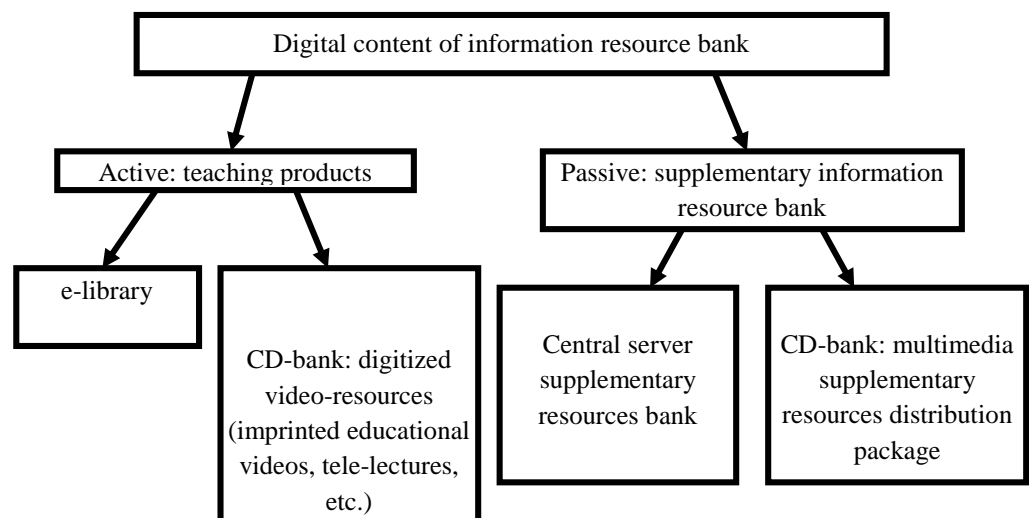 Digital content of information resource bank
Active: teaching products
Passive: supplementary information
resource bank
e-library
CD-bank: digitized
video-resources
(imprinted educational
videos, tele-lectures,
etc.)
Central server
supplementary
resources bank
CD-bank: multimedia
supplementary
resources distribution
package